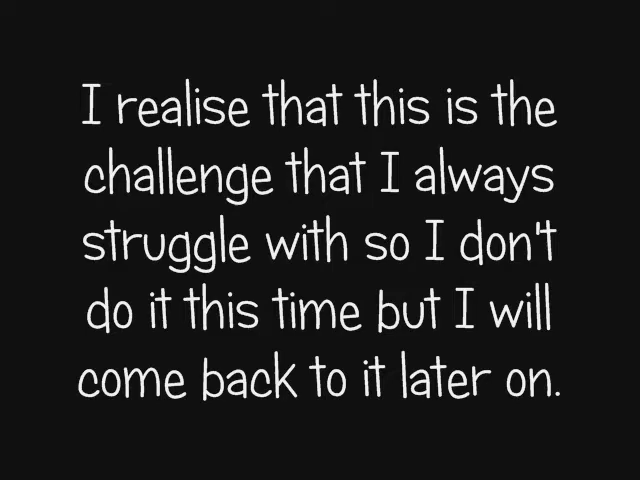 I realise that this is the
challenge that I always
struggle with so I don't
do it this time but I will
come back to it later on.